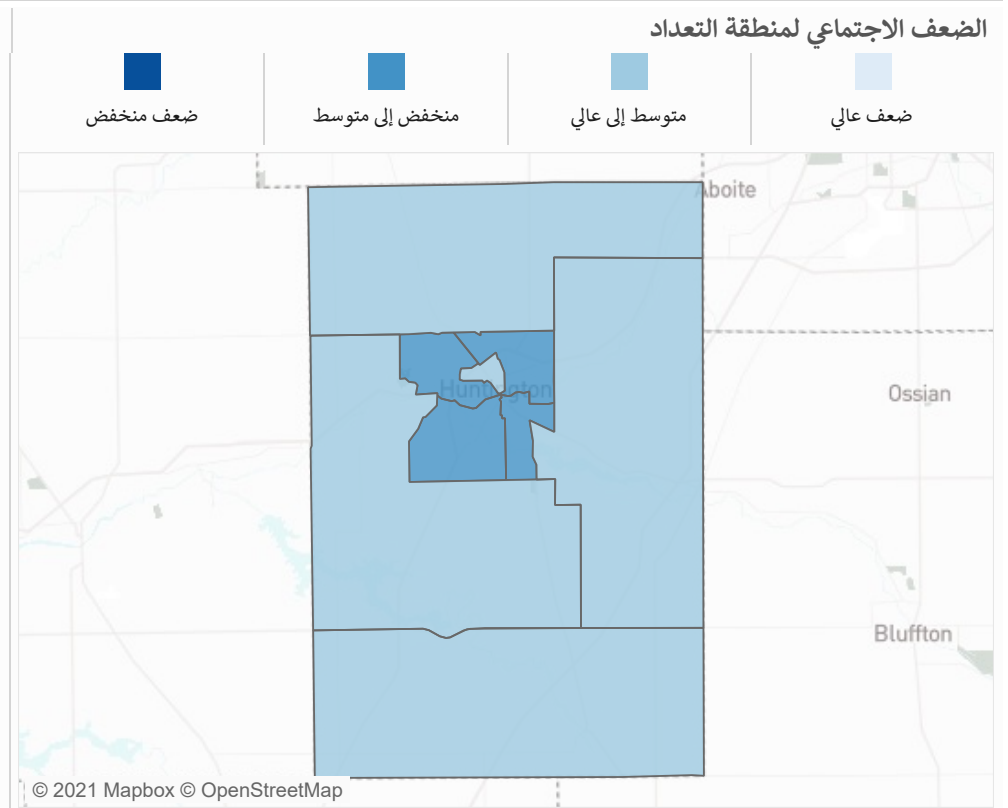 الضعف الاجتماعي لمنطقة التعداد
ضعف عالي
متوسط إلى عالي
منخفض إلى متوسط
ضعف منخفض
Aboite
Huntington
Ossian
Bluffton
© 2021 Mapbox © OpenStreetMap